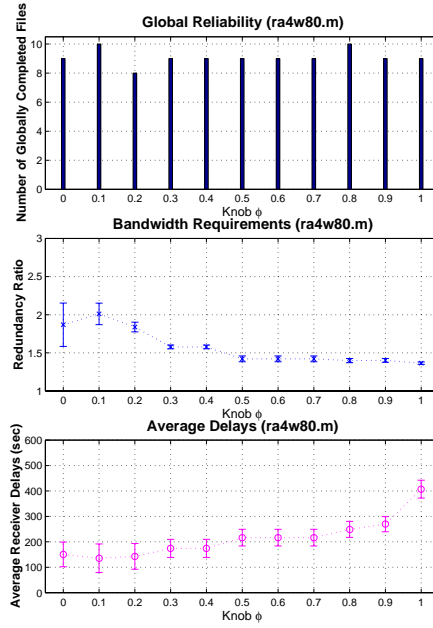 Global Reliability (ra4w80.m)
Number of Globally Completed Files
10
8
6
4
2
0
0 0.1 0.2 0.3 0.4 0.5 0.6 0.7 0.8 0.9 1
Knob ϕ
Bandwidth Requirements (ra4w80.m)
Redundancy Ratio
3
2.5
2
1.5
1
0 0.1 0.2 0.3 0.4 0.5 0.6 0.7 0.8 0.9 1
Knob ϕ
Average Delays (ra4w80.m)
Average Receiver Delays (sec)
600
500
400
300
200
100
0
0 0.1 0.2 0.3 0.4 0.5 0.6 0.7 0.8 0.9 1
Knob ϕ